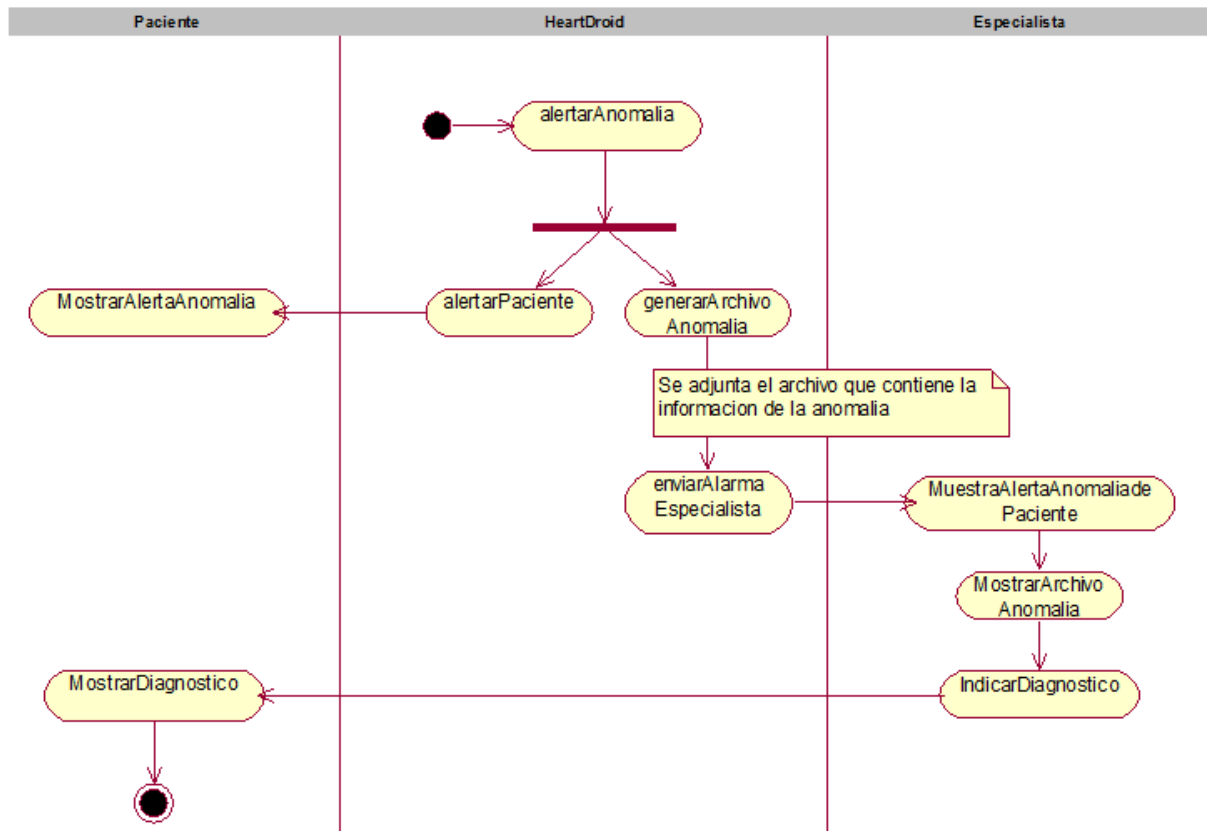 Paciente
HeartDroid
Especialista
alertarAnomalia
MostrarAlertaAnomalia
alertarPaciente
generarArchivo
Anomalia
Se adjunta el archivo que contiene la
informacion de la anomalia
enviarAlarma
Especialista
MuestraAlertaAnomaliade
Paciente
MostrarArchivo
Anomalia
MostrarDiagnostico
IndicarDiagnostico